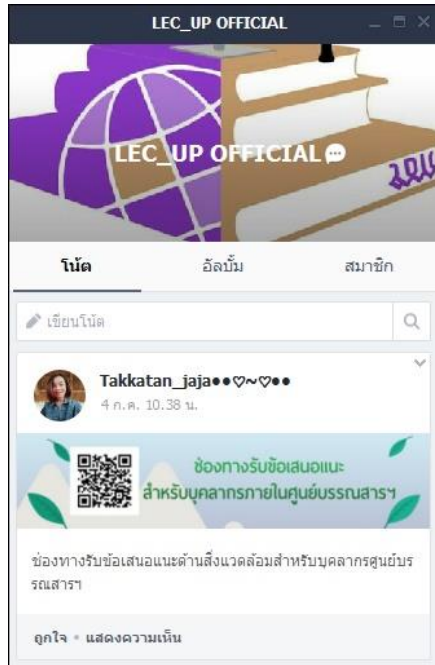 LEC_UP OFFICIAL
LEC_UP OFFICIAL
โน้ต อัลบั้ม สมาชิก
เขียนโน้ต
Takkatan_jaja●●♡~♡●●
4 ก.ค. 10.38 น.
ช่องทางรับข้อเสนอแนะ
สำหรับบุคลากรภายในศูนย์บรรณสารฯ
ช่องทางรับข้อเสนอแนะด้านสิ่งแวดล้อมสำหรับบุคลากรศูนย์บร
รณสารฯ
ถูกใจ • แสดงความเห็น